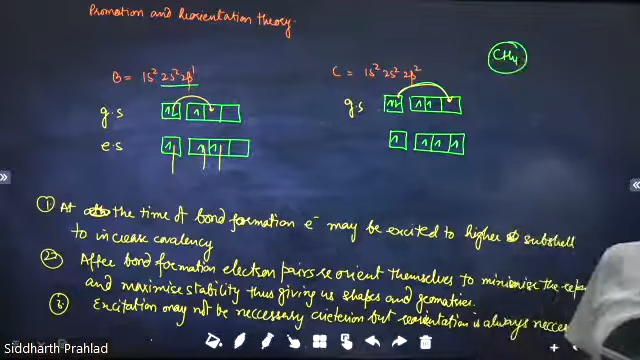 Promotion and Reorientation theory.
CH4
B = 1s² 2s² 2p¹
C = 1s² 2s² 2p²
g.s
g.s
e.s
① At the time of bond formation e⁻ may be excited to higher subshell
to increase covalency
② After bond formation electron pairs reorient themselves to minimise the
and maximise stability thus giving us shapes and geometries.
③ Excitation may not be neccessary criterion but reorientation is always
Siddharth Prahlad